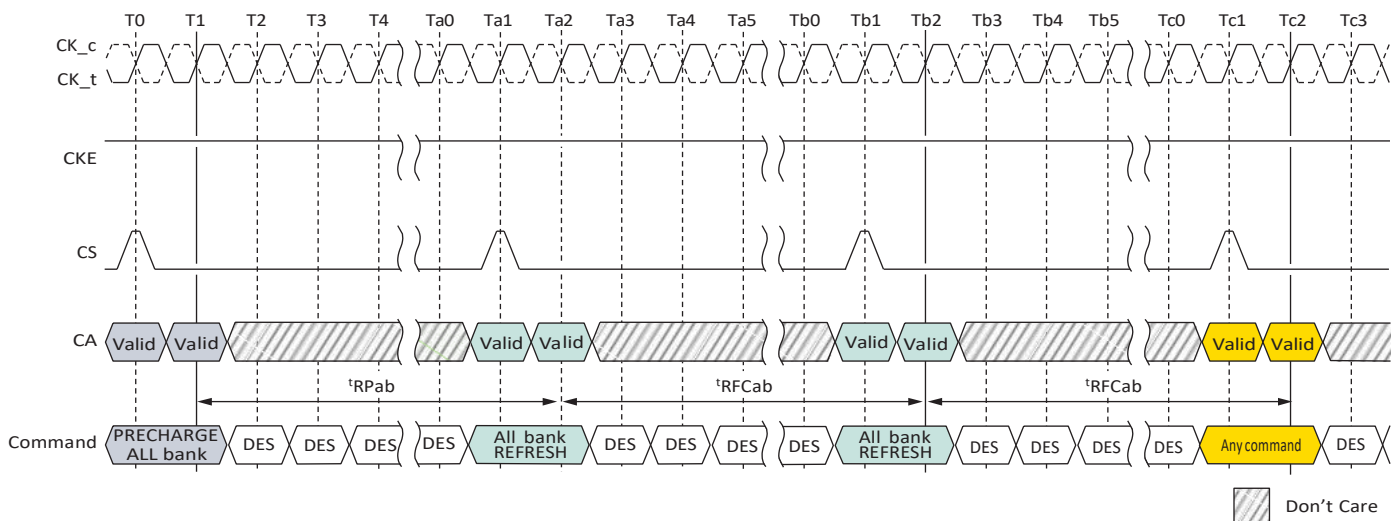 T0 T1 T2 T3 T4 Ta0 Ta1 Ta2 Ta3 Ta4 Ta5 Tb0 Tb1 Tb2 Tb3 Tb4 Tb5 Tc0 Tc1 Tc2 Tc3
CK_c
CK_t
CKE
CS
CA Valid Valid Valid Valid Valid Valid Valid Valid
tRPab tRFCab tRFCab
Command PRECHARGE ALL bank DES DES DES DES All bank REFRESH DES DES DES DES All bank REFRESH DES DES DES DES Any command DES
Don't Care